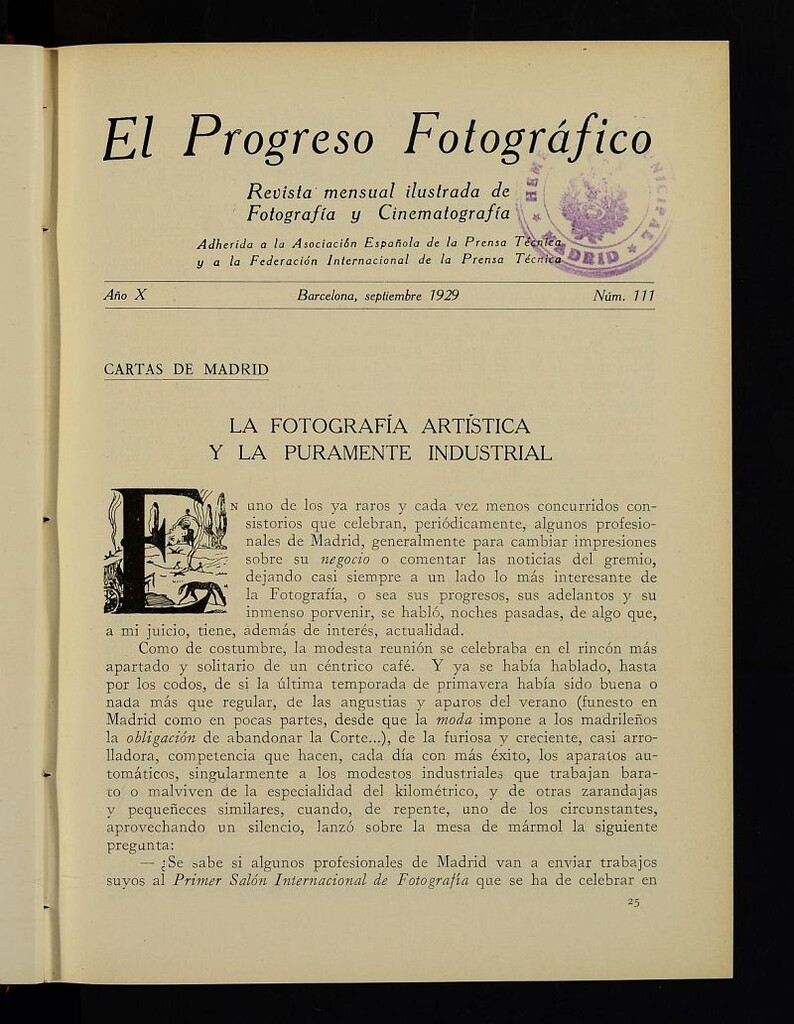 El Progreso Fotográfico
Revista mensual ilustrada de
Fotografía y Cinematografía
Adherida a la Asociación Española de la Prensa Técnica
y a la Federación Internacional de la Prensa Técnica
MADRID
Año X Barcelona, septiembre 1929 Núm. 111
CARTAS DE MADRID
LA FOTOGRAFÍA ARTÍSTICA
Y LA PURAMENTE INDUSTRIAL
EN uno de los ya raros y cada vez menos concurridos con-
sistorios que celebran, periódicamente, algunos profesio-
nales de Madrid, generalmente para cambiar impresiones
sobre su negocio o comentar las noticias del gremio,
dejando casi siempre a un lado lo más interesante de
la Fotografía, o sea sus progresos, sus adelantos y su
inmenso porvenir, se habló, noches pasadas, de algo que,
a mi juicio, tiene, además de interés, actualidad.
Como de costumbre, la modesta reunión se celebraba en el rincón más
apartado y solitario de un céntrico café. Y ya se había hablado, hasta
por los codos, de si la última temporada de primavera había sido buena o
nada más que regular, de las angustias y apuros del verano (funesto en
Madrid como en pocas partes, desde que la moda impone a los madrileños
la obligación de abandonar la Corte...), de la furiosa y creciente, casi arro-
lladora, competencia que hacen, cada día con más éxito, los aparatos au-
tomáticos, singularmente a los modestos industriales que trabajan bara-
to o malviven de la especialidad del kilométrico, y de otras zarandajas
y pequeñeces similares, cuando, de repente, uno de los circunstantes,
aprovechando un silencio, lanzó sobre la mesa de mármol la siguiente
pregunta:
— ¿Se sabe si algunos profesionales de Madrid van a enviar trabajos
suyos al Primer Salón Internacional de Fotografía que se ha de celebrar en
25